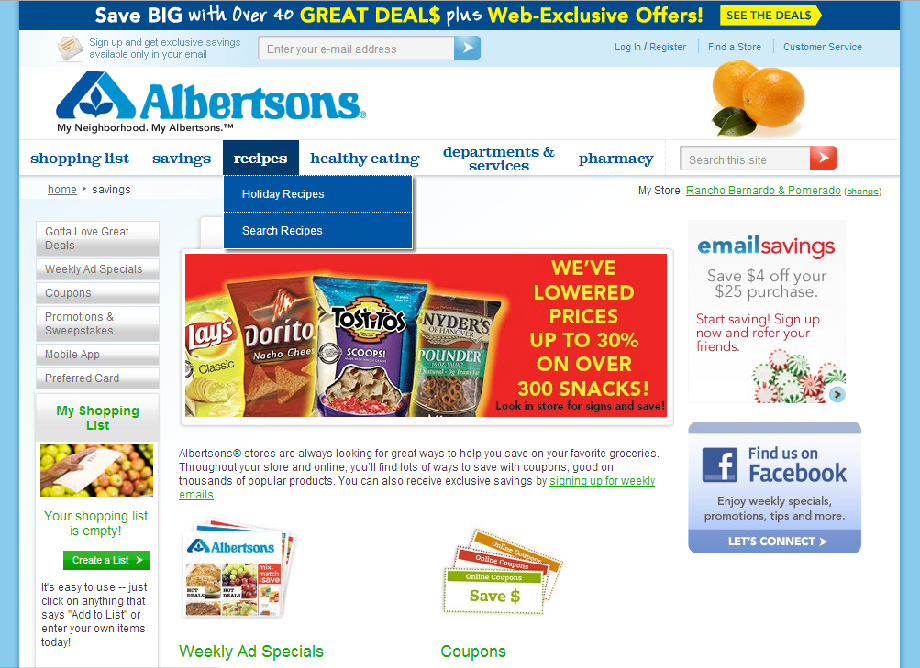 Save BIG with Over 40 GREAT DEAL$ plus Web-Exclusive Offers!
SEE THE DEAL$
Sign up and get exclusive savings
available only in your email
Enter your e-mail address
Log In / Register
Find a Store
Customer Service
Albertsons®
My Neighborhood. My Albertsons.™
shopping list
savings
recipes
healthy eating
departments &
services
pharmacy
Search this site
Holiday Recipes
Search Recipes
home ‣ savings
My Store: Rancho Bernardo & Pomerado (change)
Gotta Love Great
Deals
Weekly Ad Specials
Coupons
Promotions &
Sweepstakes
Mobile App
Preferred Card
My Shopping
List
Your shopping list
is empty!
Create a List
It's easy to use -- just
click on anything that
says "Add to List" or
enter your own items
today!
Lay's
Classic
Doritos
Nacho Chees
TOSTITOS
SCOOPS!
SNYDER'S
OF HANOVER
POUNDER
WE'VE
LOWERED
PRICES
UP TO 30%
ON OVER
300 SNACKS!
Look in store for signs and save!
Albertsons® stores are always looking for great ways to help you save on your favorite groceries.
Throughout your store and online, you'll find lots of ways to save with coupons, good on
thousands of popular products. You can also receive exclusive savings by signing up for weekly
emails
Albertsons
HOT
DEALS
HOT
DEALS
mix.
match
save
Weekly Ad Specials
Online Coupons
Online Coupons
Online Coupons
Save $
Coupons
emailsavings
Save $4 off your
$25 purchase.
Start saving! Sign up
now and refer your
friends.
Find us on
Facebook
Enjoy weekly specials,
promotions, tips and more.
LET'S CONNECT >